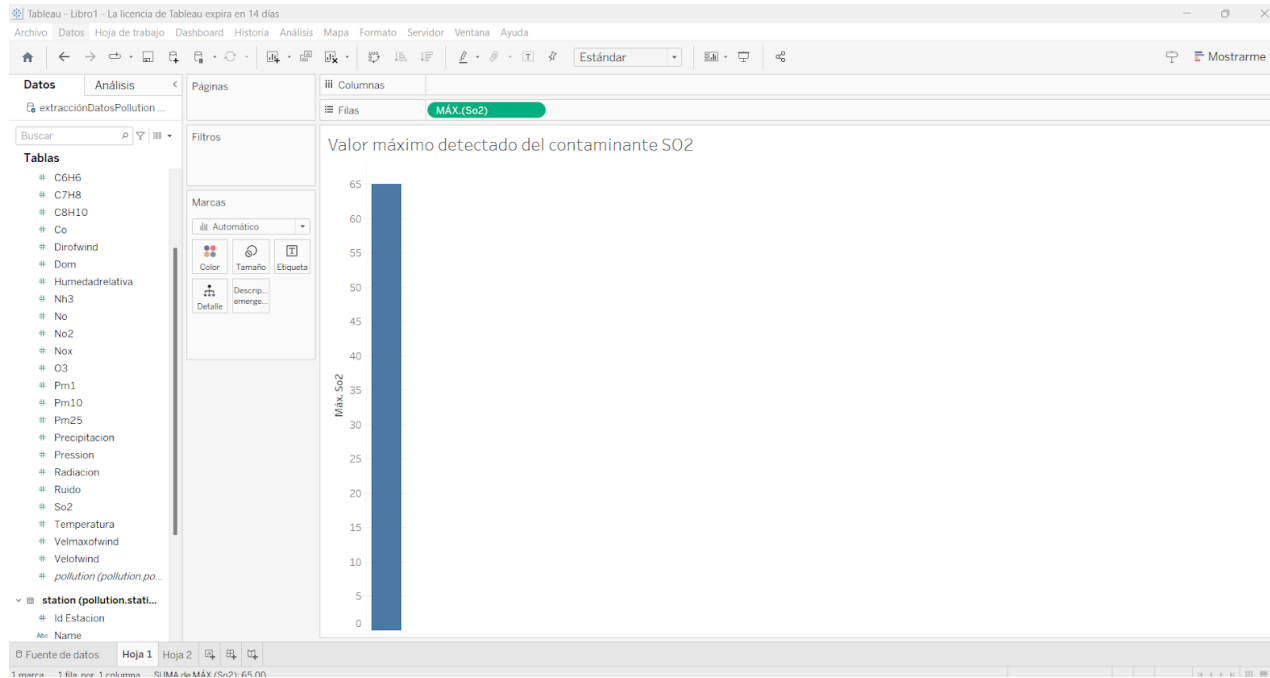 Tableau - Libro1 - La licencia de Tableau expira en 14 días
Archivo Datos Hoja de trabajo Dashboard Historia Análisis Mapa Formato Servidor Ventana Ayuda
Estándar
Mostrarme
Datos Análisis
extracciónDatosPollution ...
Buscar
Tablas
C6H6
C7H8
C8H10
Co
Dirofwind
Dom
Humedadrelativa
Nh3
No
No2
Nox
O3
Pm1
Pm10
Pm25
Precipitacion
Pression
Radiacion
Ruido
So2
Temperatura
Velmaxofwind
Velofwind
pollution (pollution.po...
station (pollution.stati...
Id Estacion
Abc Name
Páginas
Filtros
Marcas
Automático
Color Tamaño Etiqueta
Detalle Descrip... emerge...
Columnas
Filas MÁX.(So2)
Valor máximo detectado del contaminante SO2
65
60
55
50
45
40
35
30
25
20
15
10
5
0
Máx. So2
Fuente de datos Hoja 1 Hoja 2
1 marca 1 fila por 1 columna SUMA de MÁX.(So2): 65,00